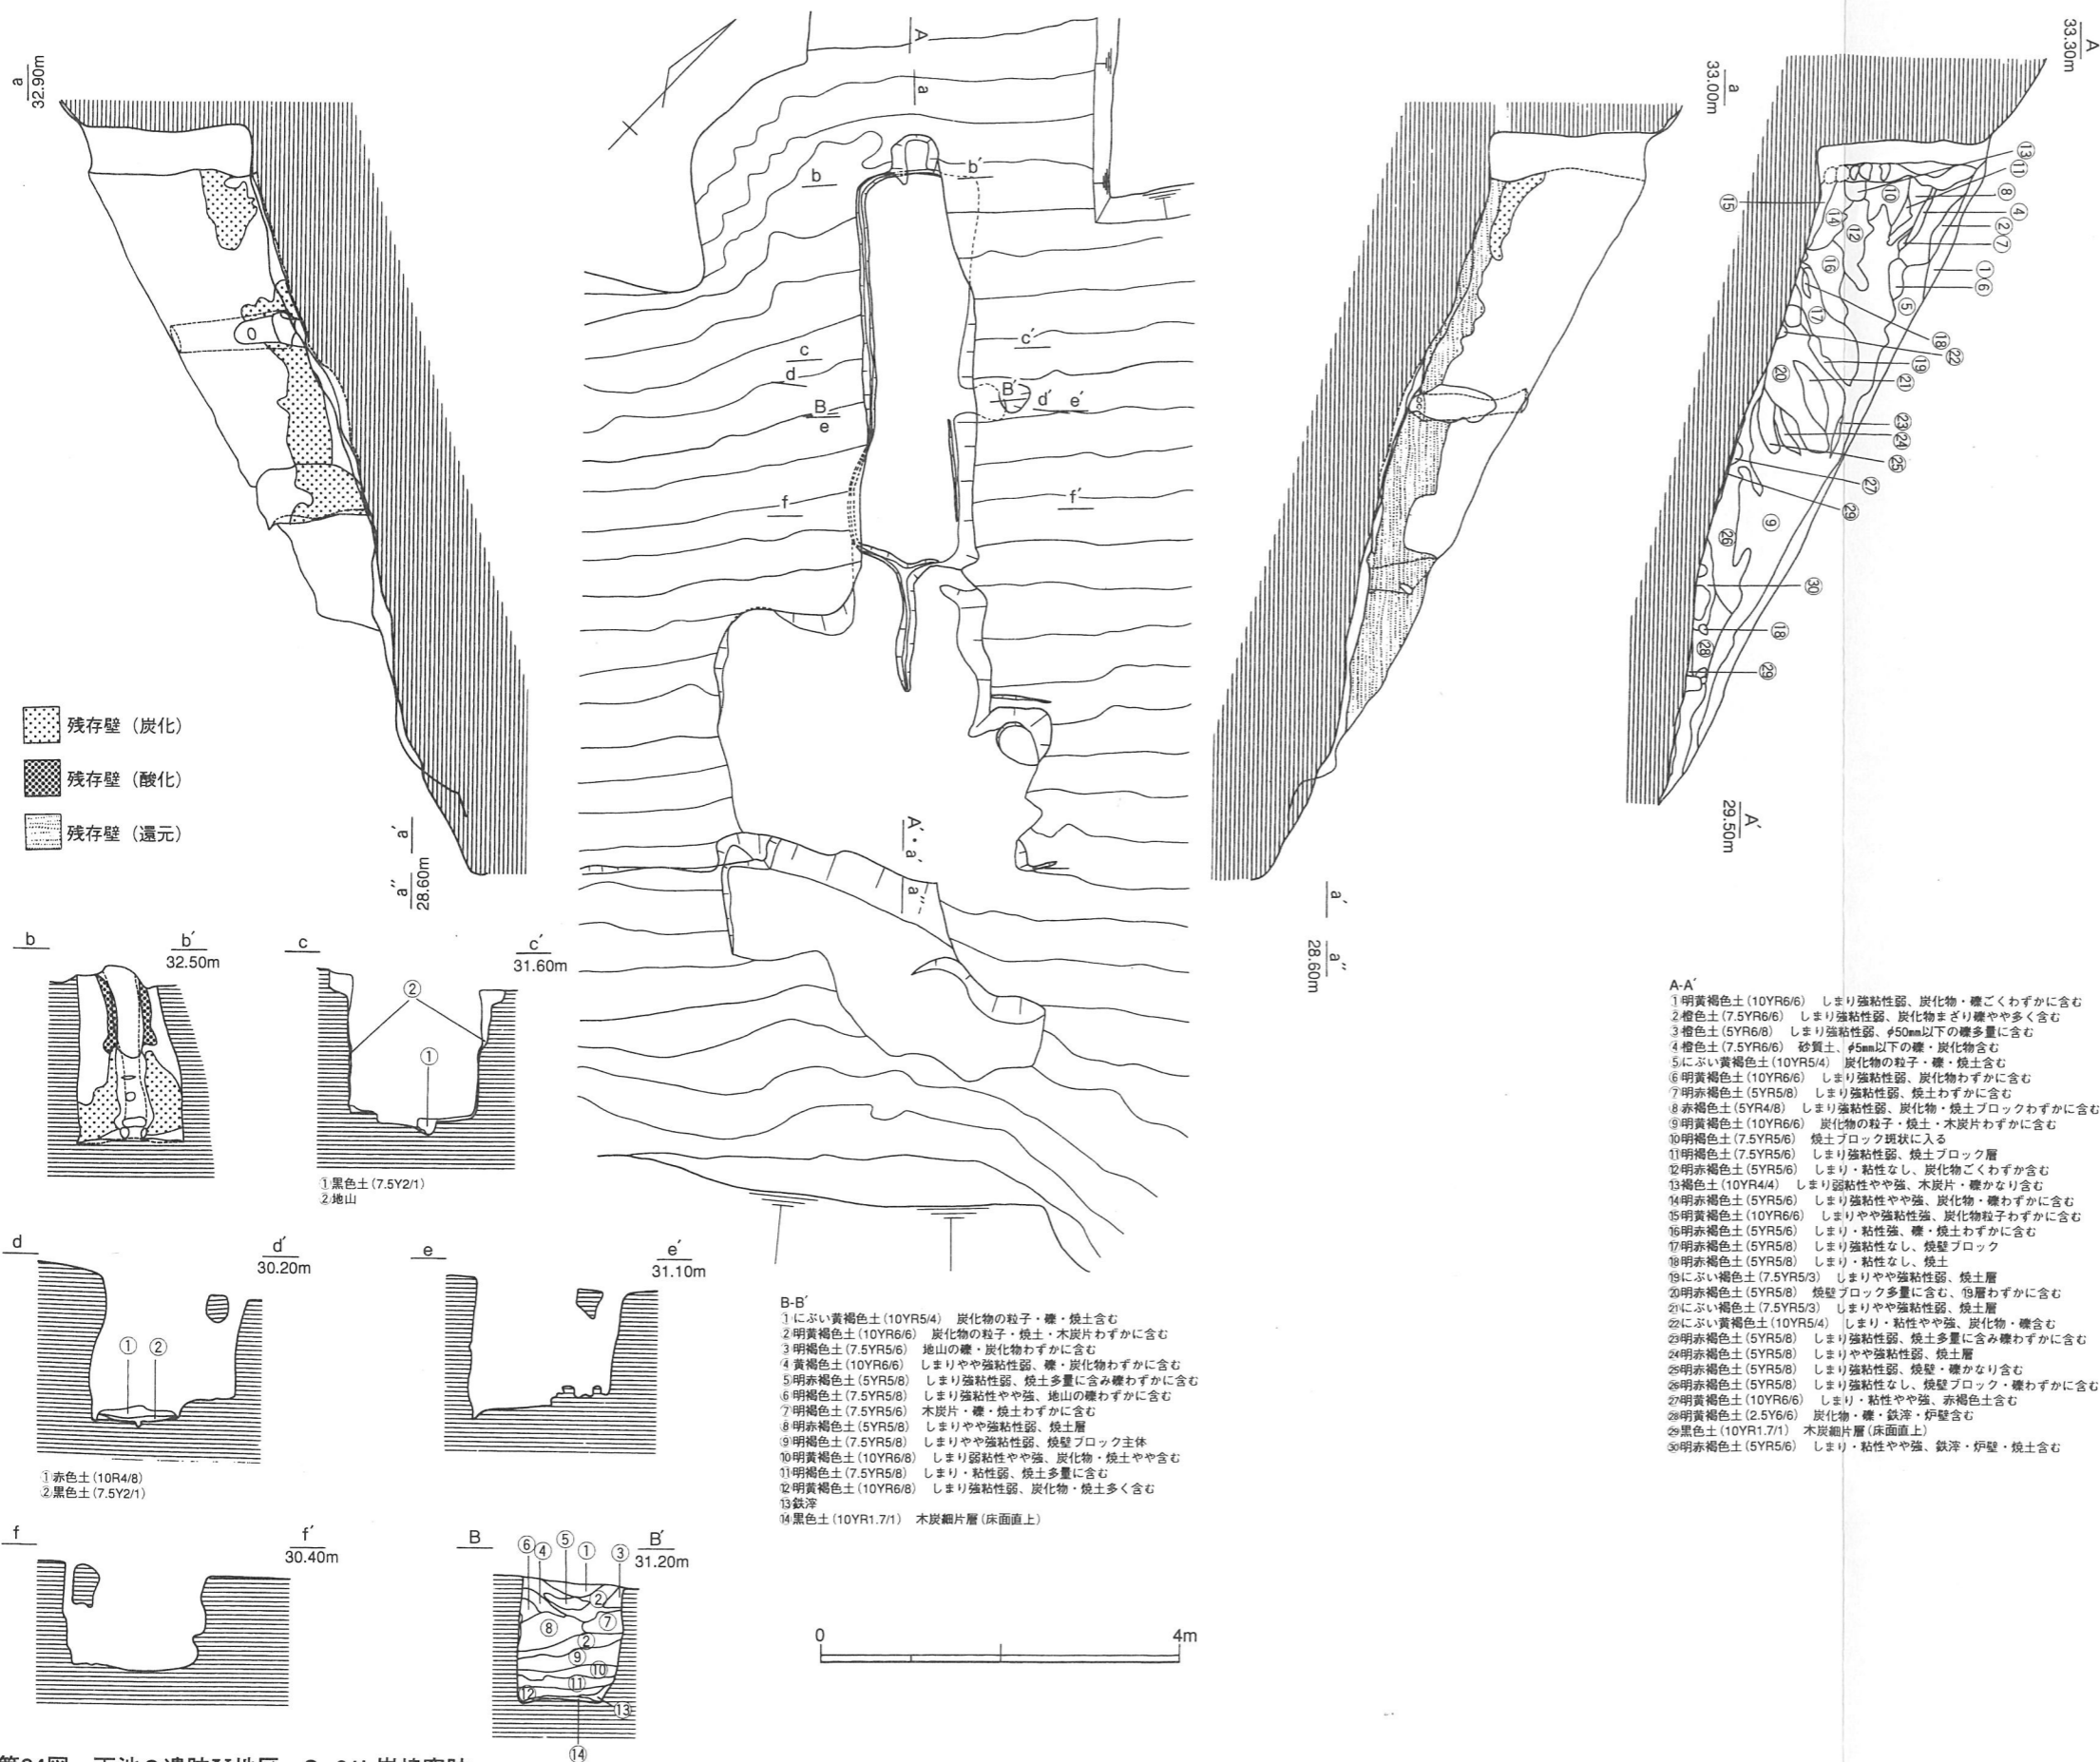 A
33.30m
a
32.90m
a
33.00m
A
a
b
b′
c
c′
d
B
e
B′
d′
e′
f
f′
A′・a′
a″
⑬
⑪
⑧
④
②
⑦
①
⑥
⑤
⑩
⑮
⑭
⑫
⑯
⑰
⑱
㉒
⑲
㉑
⑳
㉓
㉔
㉕
㉗
㉙
⑨
㉖
㉚
⑱
㉘
㉙
A′
29.50m
残存壁（炭化）
残存壁（酸化）
残存壁（還元）
a′
a″
28.60m
a′
a″
28.60m
b
b′
32.50m
c
c′
31.60m
②
①
①黒色土(7.5Y2/1)
②地山
d
d′
30.20m
①
②
①赤色土(10R4/8)
②黒色土(7.5Y2/1)
e
e′
31.10m
f
f′
30.40m
B-B′
①にぶい黄褐色土(10YR5/4)　炭化物の粒子・礫・焼土含む
②明黄褐色土(10YR6/6)　炭化物の粒子・焼土・木炭片わずかに含む
③明褐色土(7.5YR5/6)　地山の礫・炭化物わずかに含む
④黄褐色土(10YR6/6)　しまりやや強粘性弱、礫・炭化物わずかに含む
⑤明赤褐色土(5YR5/8)　しまり強粘性弱、焼土多量に含み礫わずかに含む
⑥明褐色土(7.5YR5/8)　しまり強粘性やや強、地山の礫わずかに含む
⑦明褐色土(7.5YR5/6)　木炭片・礫・焼土わずかに含む
⑧明赤褐色土(5YR5/8)　しまりやや強粘性弱、焼土層
⑨明褐色土(7.5YR5/8)　しまりやや強粘性弱、焼壁ブロック主体
⑩明黄褐色土(10YR6/8)　しまり弱粘性やや強、炭化物・焼土やや含む
⑪明褐色土(7.5YR5/8)　しまり・粘性弱、焼土多量に含む
⑫明黄褐色土(10YR6/8)　しまり強粘性弱、炭化物・焼土多く含む
⑬鉄滓
⑭黒色土(10YR1.7/1)　木炭細片層(床面直上)
B
B′
31.20m
⑥
④
⑤
①
③
②
⑦
⑧
②
⑨
⑩
⑪
⑫
⑬
⑭
0
4m
A-A′
①明黄褐色土(10YR6/6)　しまり強粘性弱、炭化物・礫ごくわずかに含む
②橙色土(7.5YR6/6)　しまり強粘性弱、炭化物まざり礫やや多く含む
③橙色土(5YR6/8)　しまり強粘性弱、φ50mm以下の礫多量に含む
④橙色土(7.5YR6/6)　砂質土、φ5mm以下の礫・炭化物含む
⑤にぶい黄褐色土(10YR5/4)　炭化物の粒子・礫・焼土含む
⑥明黄褐色土(10YR6/6)　しまり強粘性弱、炭化物わずかに含む
⑦明赤褐色土(5YR5/8)　しまり強粘性弱、焼土わずかに含む
⑧赤褐色土(5YR4/8)　しまり強粘性弱、炭化物・焼土ブロックわずかに含む
⑨明黄褐色土(10YR6/6)　炭化物の粒子・焼土・木炭片わずかに含む
⑩明褐色土(7.5YR5/6)　焼土ブロック斑状に入る
⑪明褐色土(7.5YR5/6)　しまり強粘性弱、焼土ブロック層
⑫明赤褐色土(5YR5/6)　しまり・粘性なし、炭化物ごくわずか含む
⑬褐色土(10YR4/4)　しまり弱粘性やや強、木炭片・礫かなり含む
⑭明赤褐色土(5YR5/6)　しまり強粘性やや強、炭化物・礫わずかに含む
⑮明黄褐色土(10YR6/6)　しまりやや強粘性強、炭化物粒子わずかに含む
⑯明赤褐色土(5YR5/6)　しまり・粘性強、礫・焼土わずかに含む
⑰明赤褐色土(5YR5/8)　しまり強粘性なし、焼壁ブロック
⑱明赤褐色土(5YR5/8)　しまり・粘性なし、焼土
⑲にぶい褐色土(7.5YR5/3)　しまりやや強粘性弱、焼土層
⑳明赤褐色土(5YR5/8)　焼壁ブロック多量に含む、⑲層わずかに含む
㉑にぶい褐色土(7.5YR5/3)　しまりやや強粘性弱、焼土層
㉒にぶい黄褐色土(10YR5/4)　しまり・粘性やや強、炭化物・礫含む
㉓明赤褐色土(5YR5/8)　しまり強粘性弱、焼土多量に含み礫わずかに含む
㉔明赤褐色土(5YR5/8)　しまりやや強粘性弱、焼土層
㉕明赤褐色土(5YR5/8)　しまり強粘性弱、焼壁・礫かなり含む
㉖明赤褐色土(5YR5/8)　しまり強粘性なし、焼壁ブロック・礫わずかに含む
㉗明黄褐色土(10YR6/6)　しまり・粘性やや強、赤褐色土含む
㉘明黄褐色土(2.5Y6/6)　炭化物・礫・鉄滓・炉壁含む
㉙黒色土(10YR1.7/1)　木炭細片層(床面直上)
㉚明赤褐色土(5YR5/6)　しまり・粘性やや強、鉄滓・炉壁・焼土含む